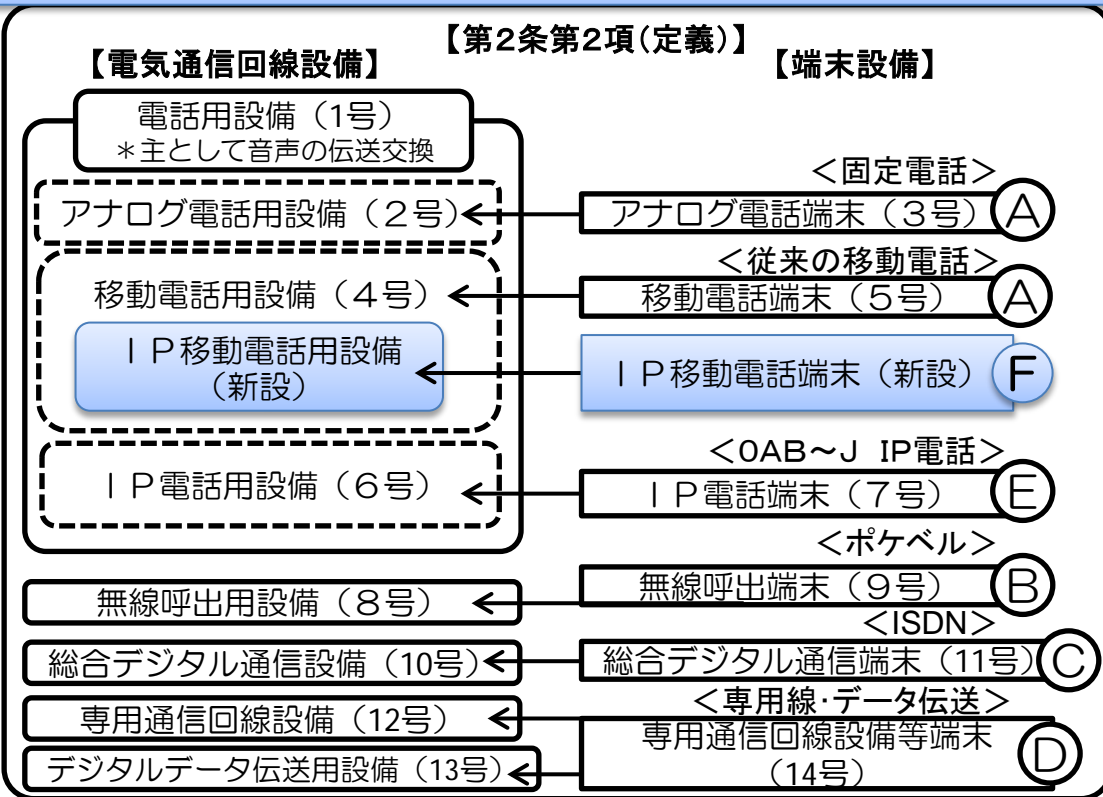 【第2条第2項(定義)】
【電気通信回線設備】
【端末設備】
電話用設備（1号）
＊主として音声の伝送交換
＜固定電話＞
アナログ電話用設備（２号）
アナログ電話端末（３号）
A
＜従来の移動電話＞
移動電話用設備（４号）
移動電話端末（５号）
A
ＩＰ移動電話用設備
（新設）
ＩＰ移動電話端末（新設）
F
＜0AB～J IP電話＞
ＩＰ電話用設備（６号）
ＩＰ電話端末（７号）
E
＜ポケベル＞
無線呼出用設備（８号）
無線呼出端末（９号）
B
＜ISDN＞
総合デジタル通信設備（10号）
総合デジタル通信端末（11号）
C
＜専用線・データ伝送＞
専用通信回線設備（12号）
専用通信回線設備等端末
（14号）
D
デジタルデータ伝送用設備（13号）